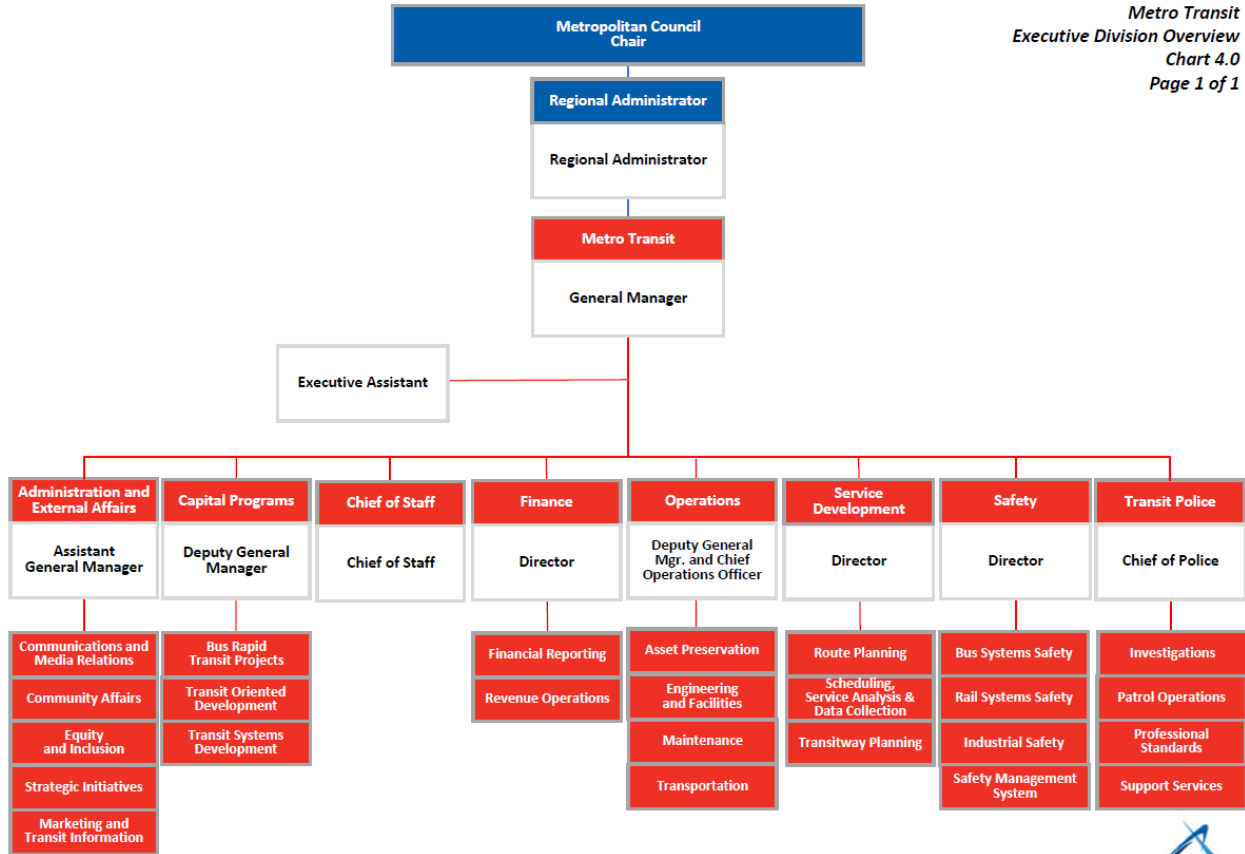 Metro Transit
Executive Division Overview
Chart 4.0
Page 1 of 1
Metropolitan Council
Chair
Regional Administrator
Regional Administrator
Metro Transit
General Manager
Executive Assistant
Administration and
External Affairs
Assistant
General Manager
Communications and
Media Relations
Community Affairs
Equity
and Inclusion
Strategic Initiatives
Marketing and
Transit Information
Capital Programs
Deputy General
Manager
Bus Rapid
Transit Projects
Transit Oriented
Development
Transit Systems
Development
Chief of Staff
Chief of Staff
Finance
Director
Financial Reporting
Revenue Operations
Operations
Deputy General
Mgr. and Chief
Operations Officer
Asset Preservation
Engineering
and Facilities
Maintenance
Transportation
Service
Development
Director
Route Planning
Scheduling,
Service Analysis &
Data Collection
Transitway Planning
Safety
Director
Bus Systems Safety
Rail Systems Safety
Industrial Safety
Safety Management
System
Transit Police
Chief of Police
Investigations
Patrol Operations
Professional
Standards
Support Services